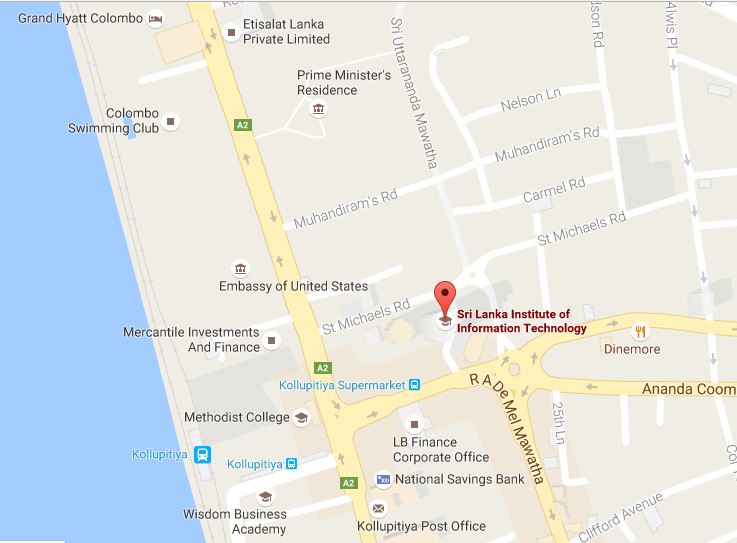 Grand Hyatt Colombo
Etisalat Lanka
Private Limited
Sri Uttarananda Mawatha
dson Rd
Alwis Pl
Prime Minister's
Residence
Nelson Ln
Colombo
Swimming Club
A2
Muhandiram's Rd
Muhandiram's Rd
Carmel Rd
St Michaels Rd
Embassy of United States
St Michaels Rd
Sri Lanka Institute of
Information Technology
Mercantile Investments
And Finance
Dinemore
A2
Kollupitiya Supermarket
R A De Mel Mawatha
Ananda Coom
Methodist College
25th Ln
LB Finance
Corporate Office
Kollupitiya
Kollupitiya
A2
National Savings Bank
Wisdom Business
Academy
Kollupitiya Post Office
Clifford Avenue
Col